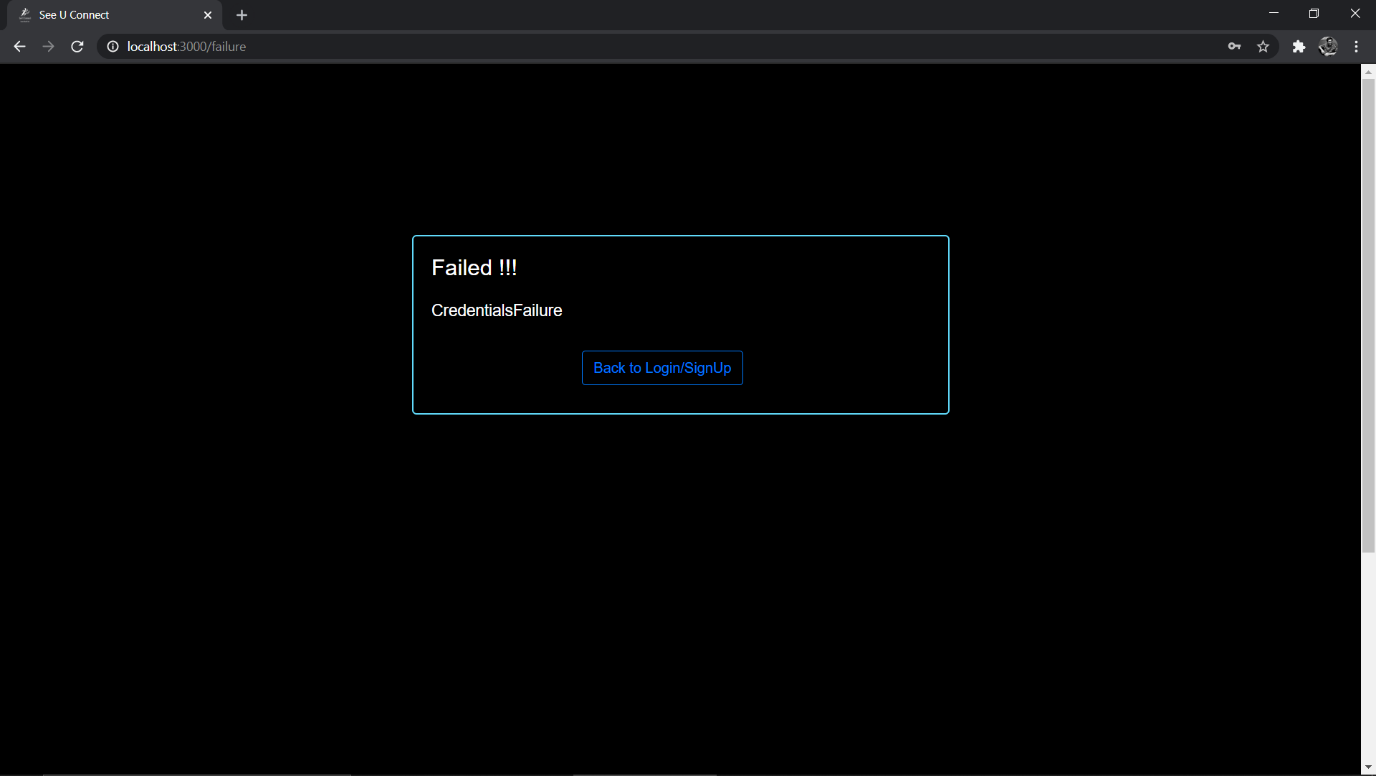 See U Connect
localhost:3000/failure
Failed !!!
CredentialsFailure
Back to Login/SignUp